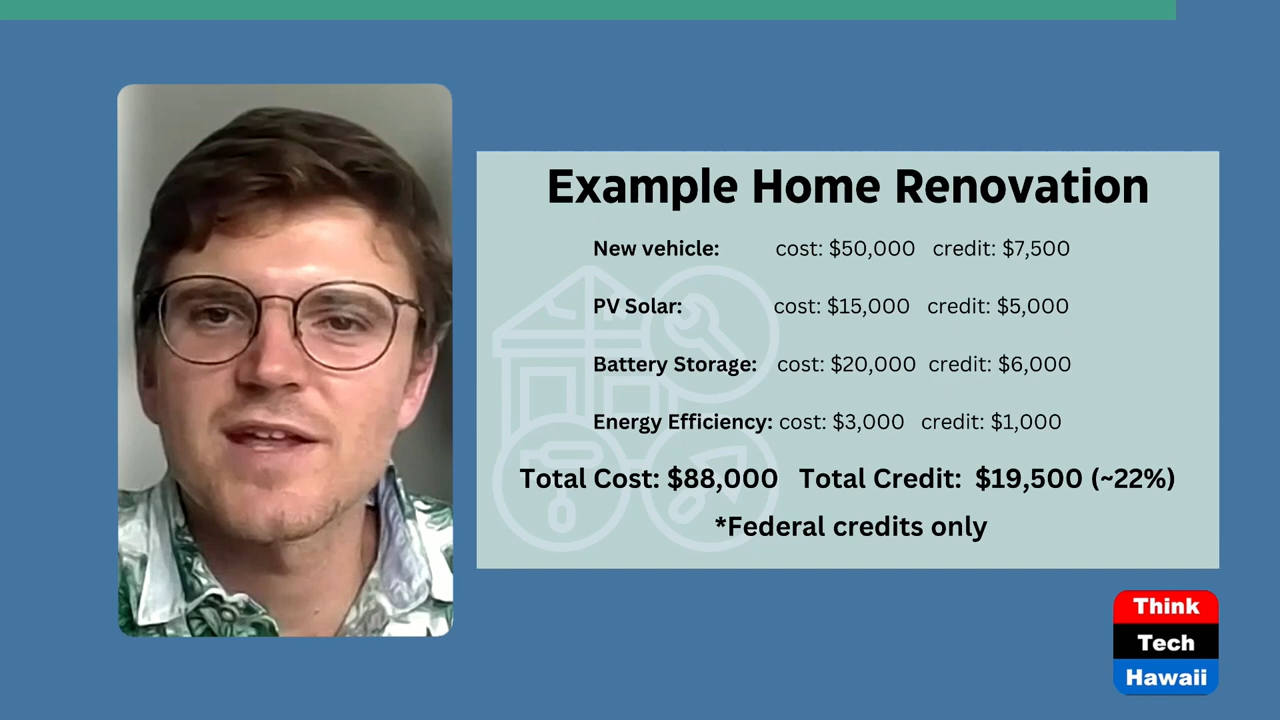 Example Home Renovation
New vehicle: cost: $50,000 credit: $7,500
PV Solar: cost: $15,000 credit: $5,000
Battery Storage: cost: $20,000 credit: $6,000
Energy Efficiency: cost: $3,000 credit: $1,000
Total Cost: $88,000 Total Credit: $19,500 (~22%)
*Federal credits only
Think
Tech
Hawaii